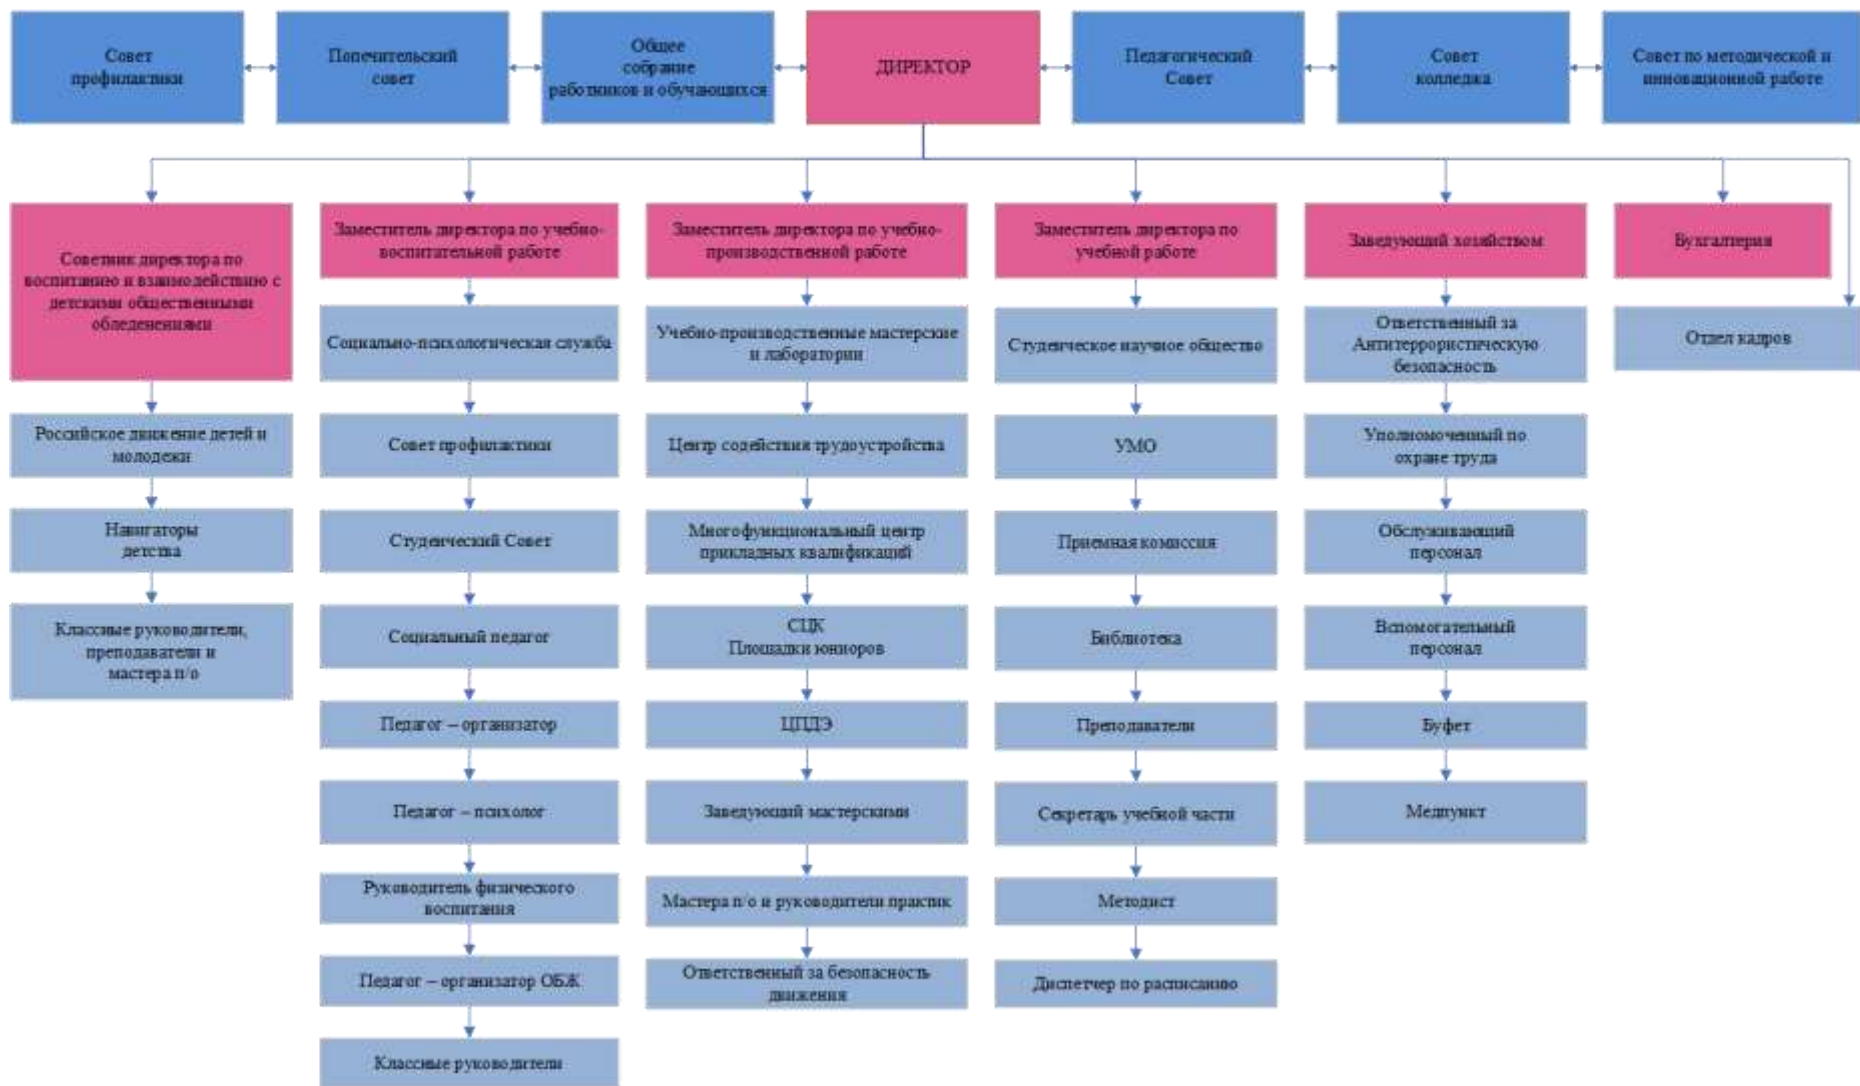 Совет
профилактики
Попечительский
совет
Общее
собрание
работников и обучающихся
ДИРЕКТОР
Педагогический
Совет
Совет
колледжа
Совет по методической и
инновационной работе
Советник директора по
воспитанию и взаимодействию с
детскими общественными
обледенениями
Российское движение детей и
молодежи
Навигаторы
детства
Классные руководители,
преподаватели и
мастера п/о
Заместитель директора по учебно-
воспитательной работе
Социально-психологическая служба
Совет профилактики
Студенческий Совет
Социальный педагог
Педагог – организатор
Педагог – психолог
Руководитель физического
воспитания
Педагог – организатор ОБЖ
Классные руководители
Заместитель директора по учебно-
производственной работе
Учебно-производственные мастерские
и лаборатории
Центр содействия трудоустройства
Многофункциональный центр
прикладных квалификаций
СЦК
Площадки юниоров
ЦПДЭ
Заведующий мастерскими
Мастера п/о и руководители практик
Ответственный за безопасность
движения
Заместитель директора по
учебной работе
Студенческое научное общество
УМО
Приемная комиссия
Библиотека
Преподаватели
Секретарь учебной части
Методист
Диспетчер по расписанию
Заведующий хозяйством
Ответственный за
Антитеррористическую
безопасность
Уполномоченный по
охране труда
Обслуживающий
персонал
Вспомогательный
персонал
Буфет
Медпункт
Бухгалтерия
Отдел кадров